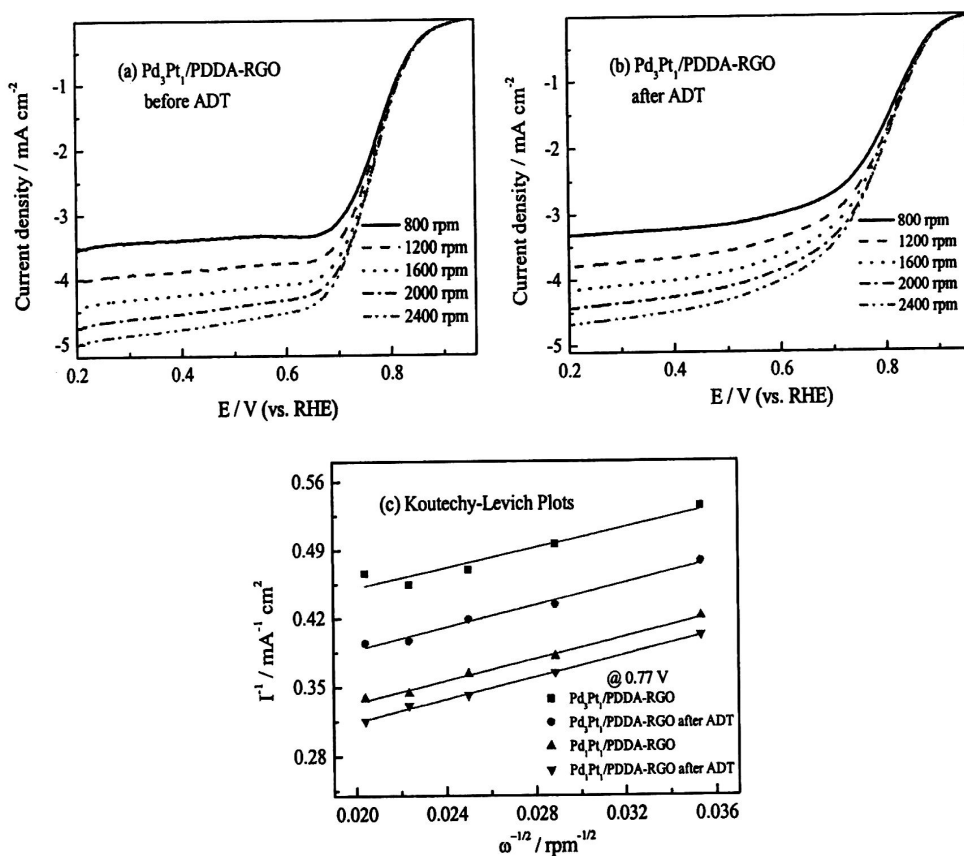 (a) Pd₃Pt₁/PDDA-RGO
before ADT
Current density / mA cm⁻²
-1
-2
-3
-4
-5
800 rpm
1200 rpm
1600 rpm
2000 rpm
2400 rpm
0.2
0.4
0.6
0.8
E / V (vs. RHE)
(b) Pd₃Pt₁/PDDA-RGO
after ADT
Current density / mA cm⁻²
-1
-2
-3
-4
-5
800 rpm
1200 rpm
1600 rpm
2000 rpm
2400 rpm
0.2
0.4
0.6
0.8
E / V (vs. RHE)
(c) Koutechy-Levich Plots
I⁻¹ / mA⁻¹ cm²
0.56
0.49
0.42
0.35
0.28
@ 0.77 V
Pd₃Pt₁/PDDA-RGO
Pd₃Pt₁/PDDA-RGO after ADT
Pd₁Pt₁/PDDA-RGO
Pd₁Pt₁/PDDA-RGO after ADT
0.020
0.024
0.028
0.032
0.036
ω⁻¹/² / rpm⁻¹/²